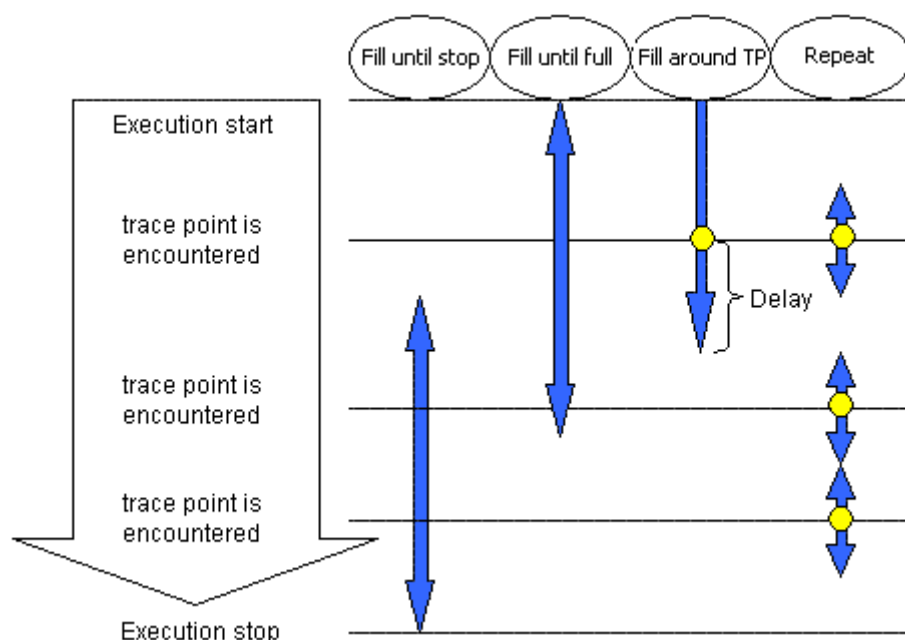 Fill until stop
Fill until full
Fill around TP
Repeat
Execution start
trace point is
encountered
Delay
trace point is
encountered
trace point is
encountered
Execution stop